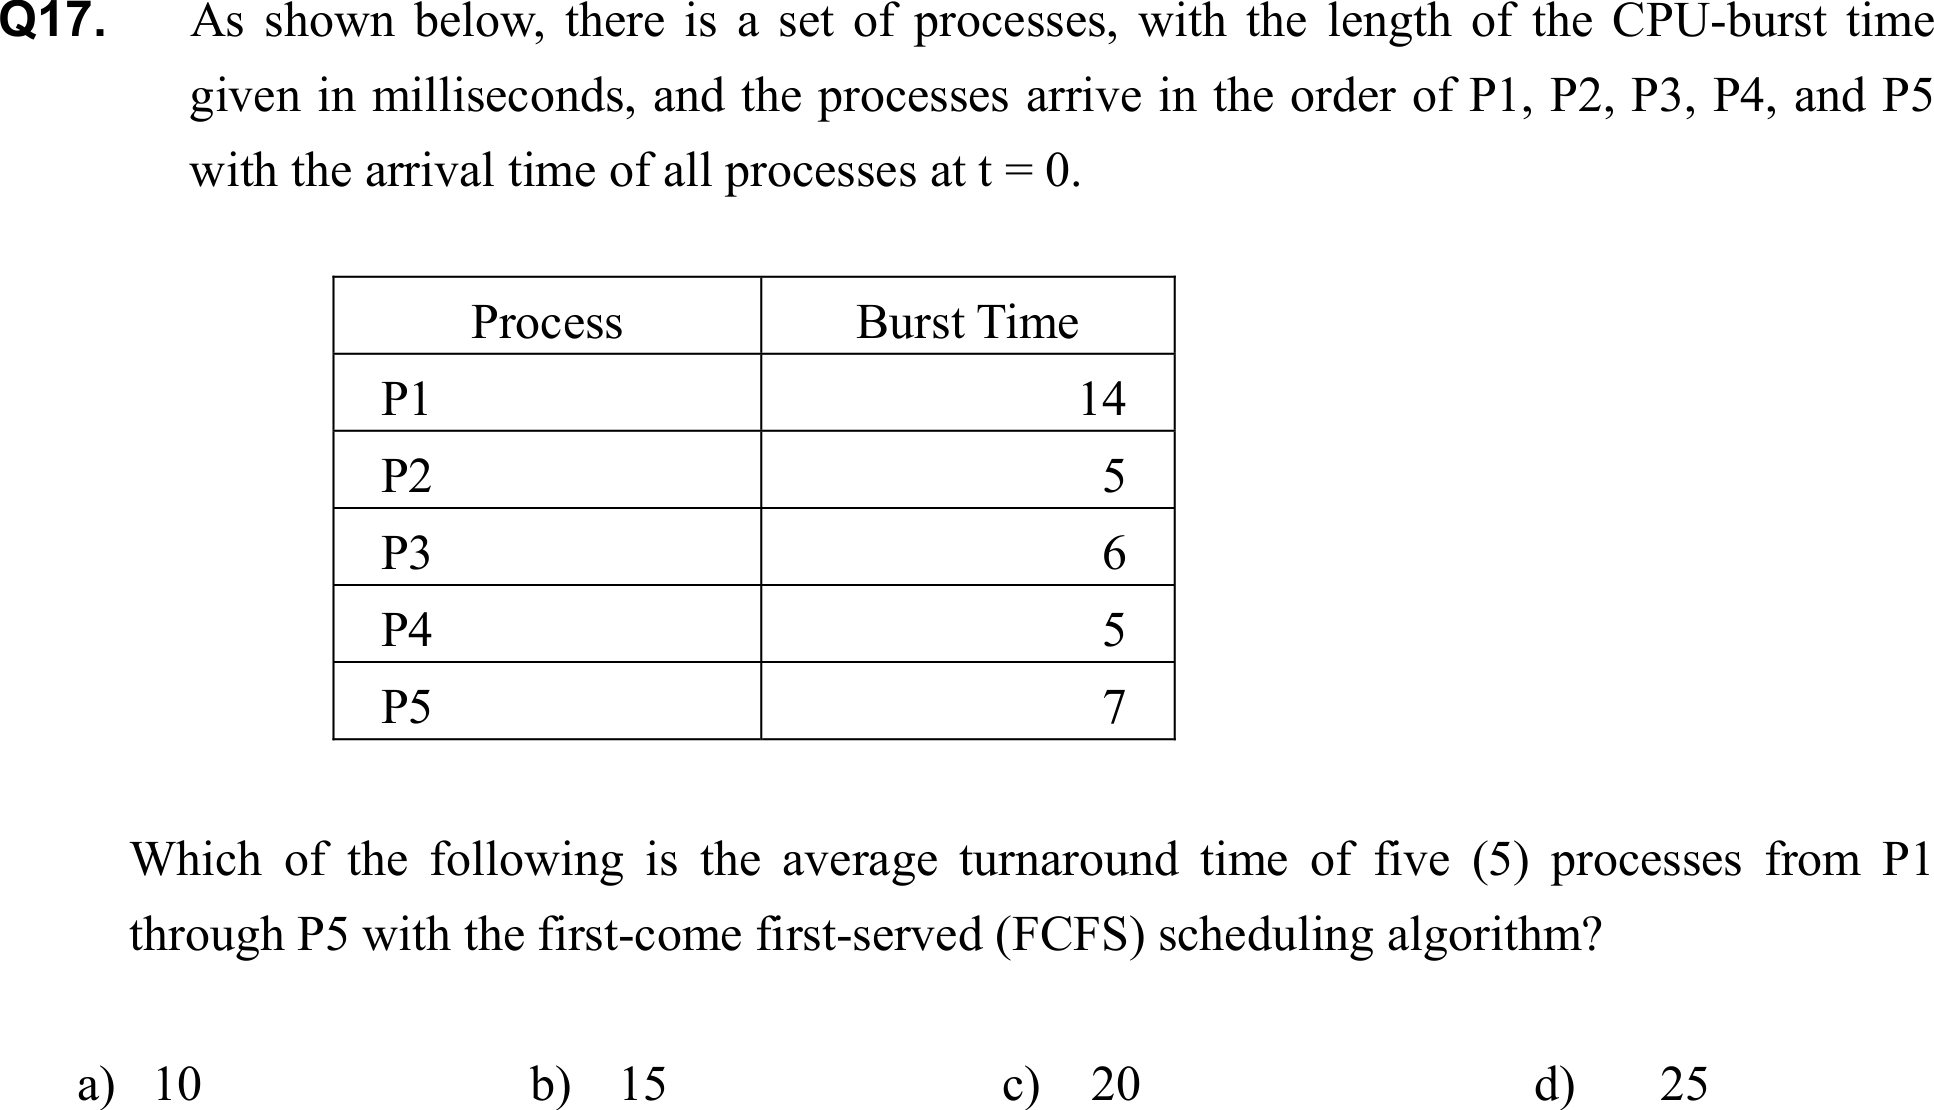 Q17. As shown below, there is a set of processes, with the length of the CPU-burst time
given in milliseconds, and the processes arrive in the order of P1, P2, P3, P4, and P5
with the arrival time of all processes at t = 0.
Process Burst Time
P1 14
P2 5
P3 6
P4 5
P5 7
Which of the following is the average turnaround time of five (5) processes from P1
through P5 with the first-come first-served (FCFS) scheduling algorithm?
a) 10 b) 15 c) 20 d) 25